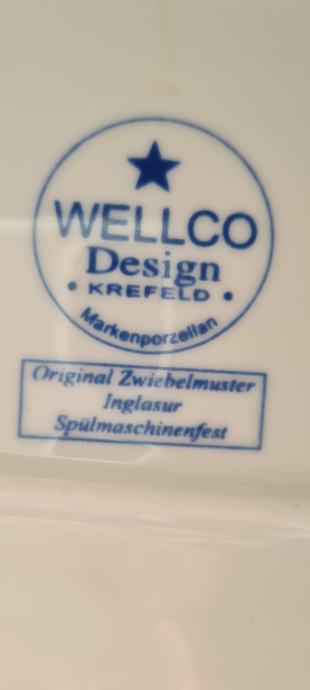 WELLCO
Design
• KREFELD •
Markenporzellan
Original Zwiebelmuster
Inglasur
Spülmaschinenfest